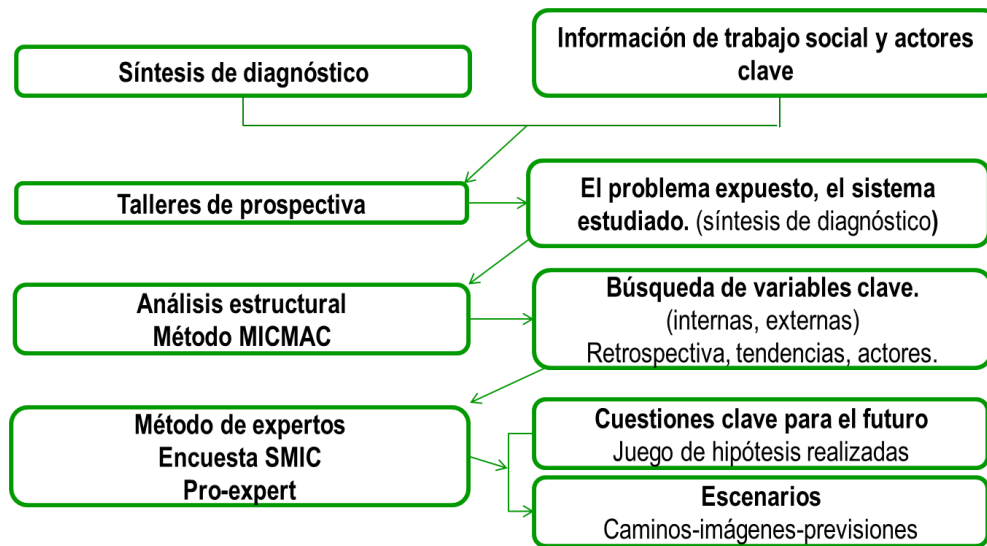 Síntesis de diagnóstico
Información de trabajo social y actores
clave
Talleres de prospectiva
El problema expuesto, el sistema
estudiado. (síntesis de diagnóstico)
Análisis estructural
Método MICMAC
Búsqueda de variables clave.
(internas, externas)
Retrospectiva, tendencias, actores.
Método de expertos
Encuesta SMIC
Pro-expert
Cuestiones clave para el futuro
Juego de hipótesis realizadas
Escenarios
Caminos-imágenes-previsiones